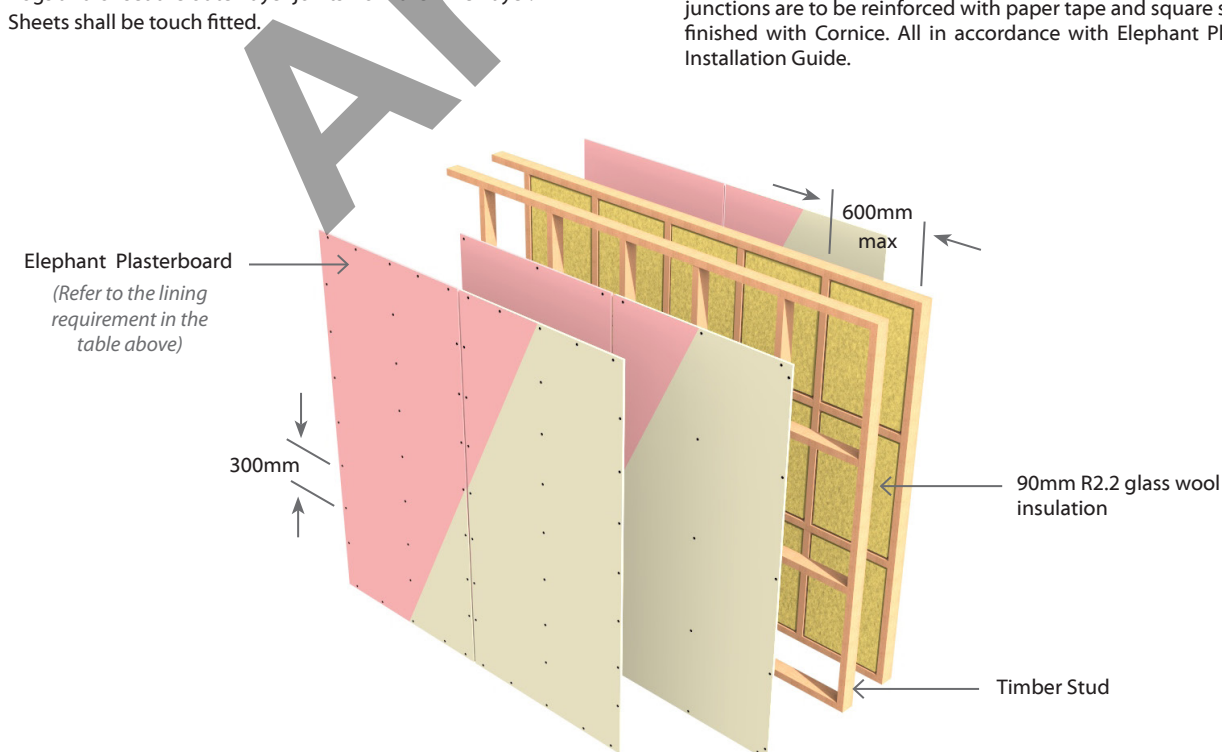 Sheets shall be touch fitted.
junctions are to be reinforced with paper tape and square s
finished with Cornice. All in accordance with Elephant Pl
Installation Guide.
600mm
max
Elephant Plasterboard
(Refer to the lining
requirement in the
table above)
300mm
90mm R2.2 glass wool
insulation
Timber Stud